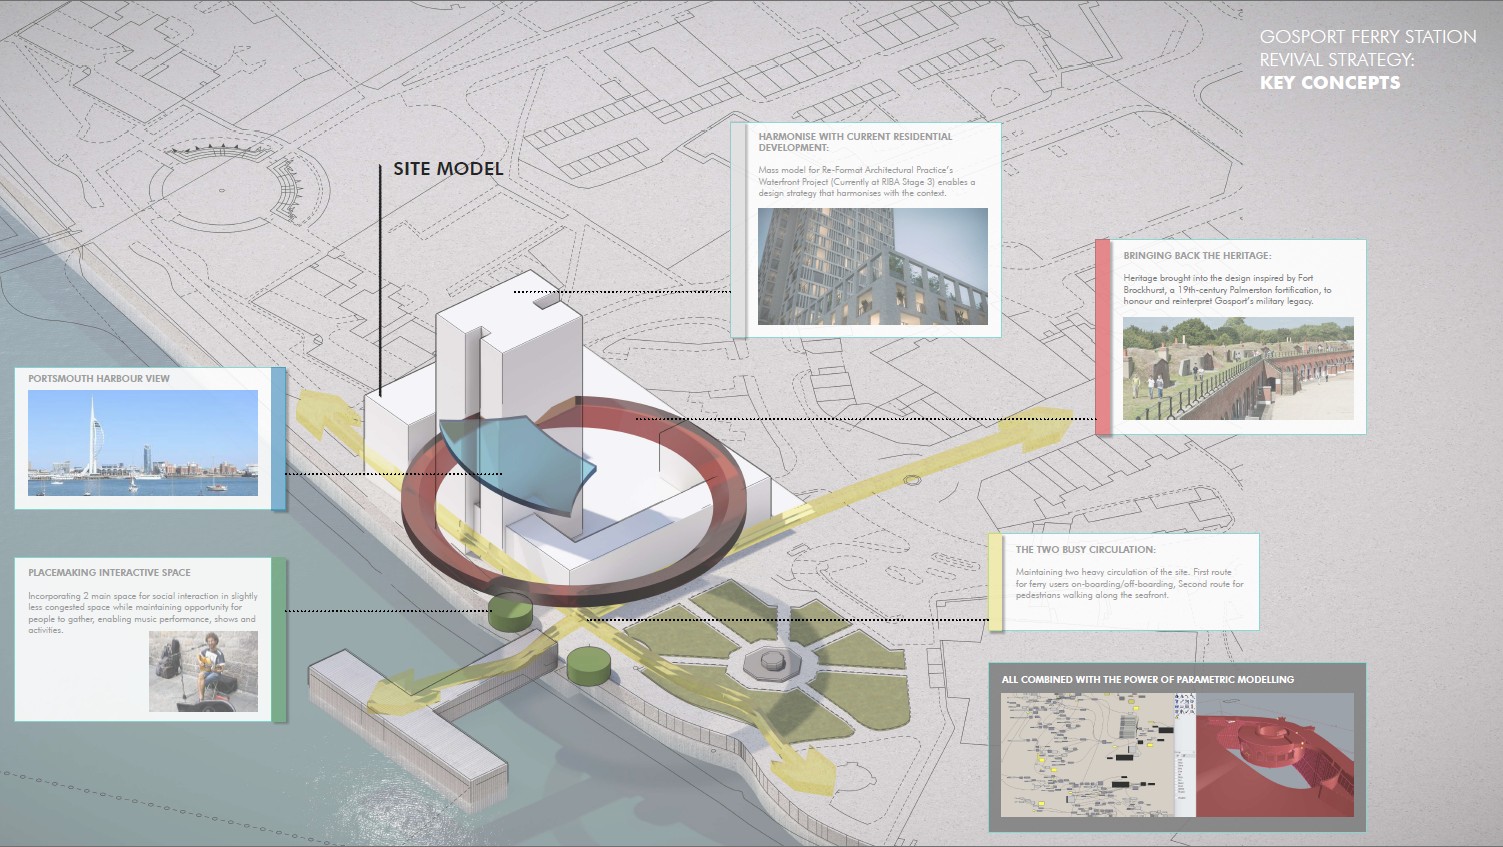 GOSPORT FERRY STATION
REVIVAL STRATEGY:
KEY CONCEPTS
SITE MODEL
HARMONISE WITH CURRENT RESIDENTIAL
DEVELOPMENT:
Mass model for Re-Format Architectural Practice's
Waterfront Project (Currently at RIBA Stage 3) enables a
design strategy that harmonises with the context.
BRINGING BACK THE HERITAGE:
Heritage brought into the design inspired by Fort
Brockhurst, a 19th-century Palmerston fortification, to
honour and reinterpret Gosport's military legacy.
PORTSMOUTH HARBOUR VIEW
PLACEMAKING INTERACTIVE SPACE
Incorporating 2 main space for social interaction in slightly
less congested space while maintaining opportunity for
people to gather, enabling music performance, shows and
activities.
THE TWO BUSY CIRCULATION:
Maintaining two heavy circulation of the site. First route
for ferry users on-boarding/off-boarding, Second route for
pedestrians walking along the seafront.
ALL COMBINED WITH THE POWER OF PARAMETRIC MODELLING